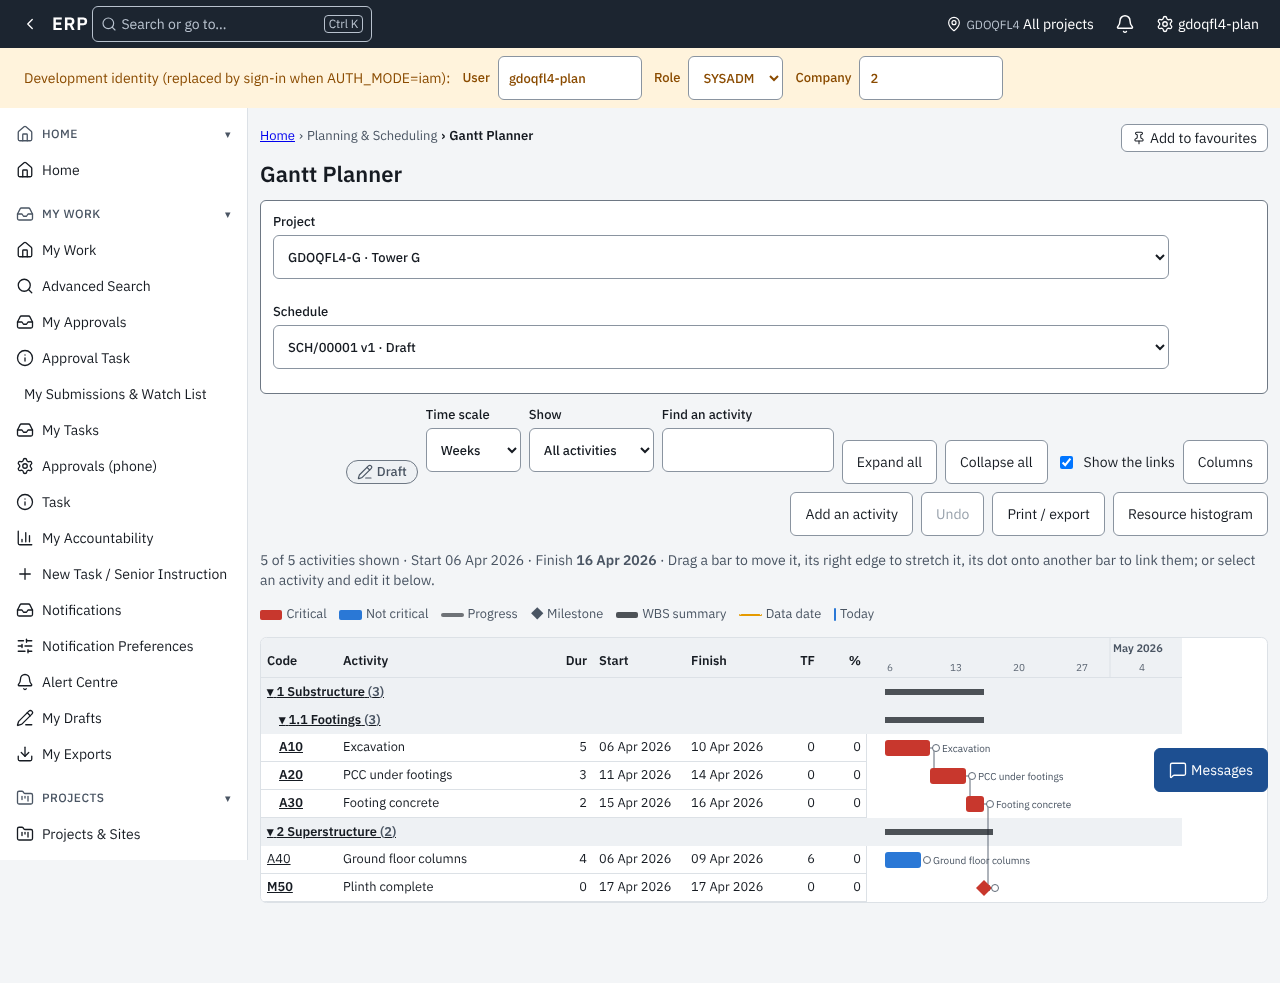 ERP Search or go to... Ctrl K GDOQFL4 All projects gdoqfl4-plan
Development identity (replaced by sign-in when AUTH_MODE=iam): User gdoqfl4-plan Role SYSADM Company 2
HOME
Home
MY WORK
My Work
Advanced Search
My Approvals
Approval Task
My Submissions & Watch List
My Tasks
Approvals (phone)
Task
My Accountability
New Task / Senior Instruction
Notifications
Notification Preferences
Alert Centre
My Drafts
My Exports
PROJECTS
Projects & Sites
Home › Planning & Scheduling › Gantt Planner
Add to favourites
Gantt Planner
Project
GDOQFL4-G · Tower G
Schedule
SCH/00001 v1 · Draft
Time scale Show Find an activity
Draft Weeks All activities Expand all Collapse all Show the links Columns
Add an activity Undo Print / export Resource histogram
5 of 5 activities shown · Start 06 Apr 2026 · Finish 16 Apr 2026 · Drag a bar to move it, its right edge to stretch it, its dot onto another bar to link them; or select
an activity and edit it below.
Critical Not critical Progress Milestone WBS summary Data date Today
May 2026
Code Activity Dur Start Finish TF % 6 13 20 27 4
1 Substructure (3)
1.1 Footings (3)
A10 Excavation 5 06 Apr 2026 10 Apr 2026 0 0 Excavation
A20 PCC under footings 3 11 Apr 2026 14 Apr 2026 0 0 PCC under footings
A30 Footing concrete 2 15 Apr 2026 16 Apr 2026 0 0 Footing concrete
2 Superstructure (2)
A40 Ground floor columns 4 06 Apr 2026 09 Apr 2026 6 0 Ground floor columns
M50 Plinth complete 0 17 Apr 2026 17 Apr 2026 0 0
Messages